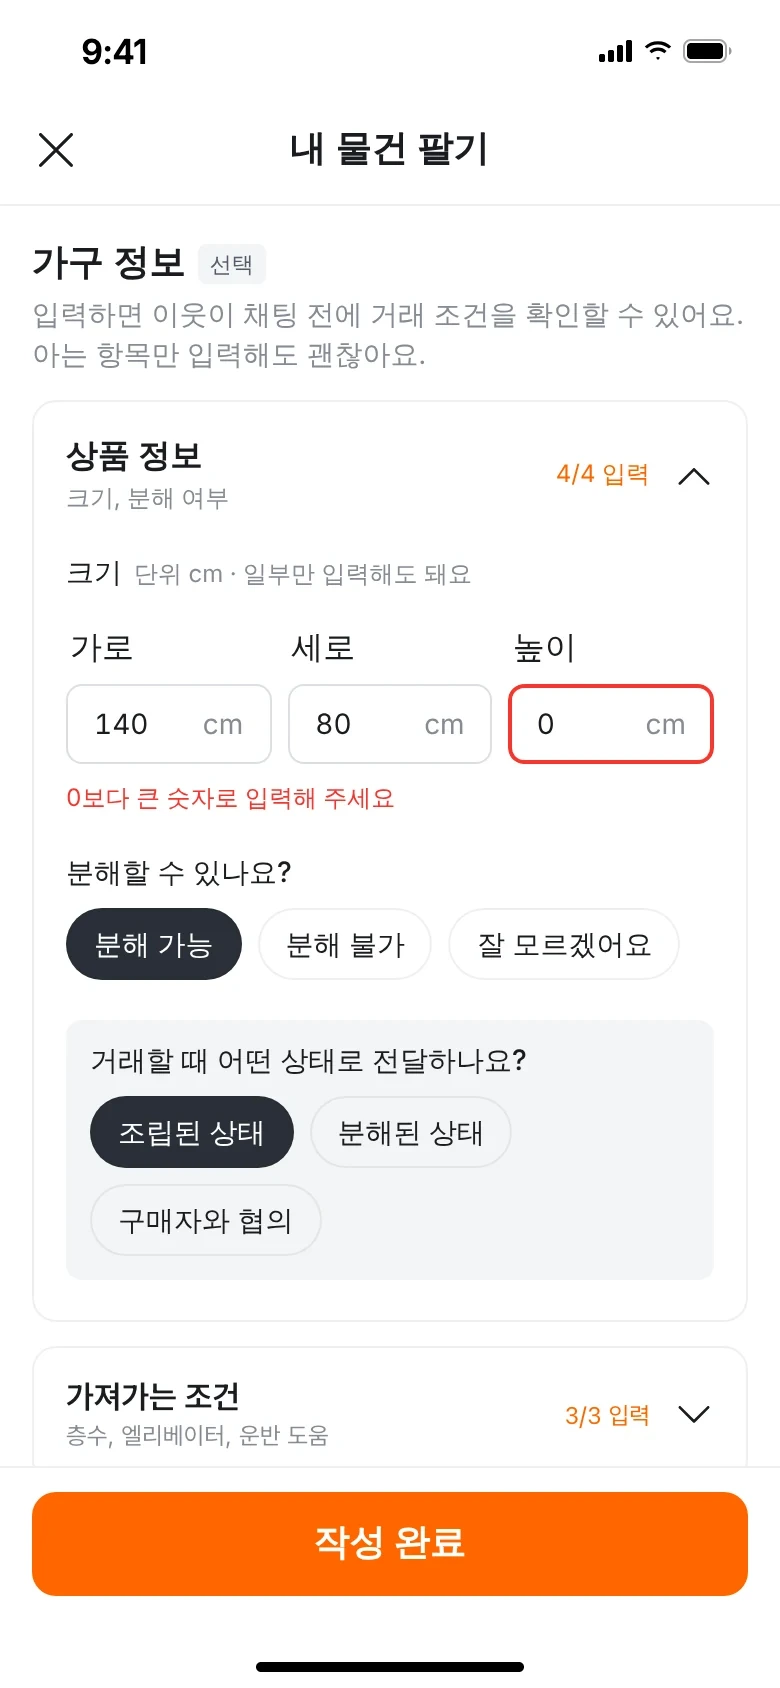 9:41
내 물건 팔기
가구 정보 선택
입력하면 이웃이 채팅 전에 거래 조건을 확인할 수 있어요.
아는 항목만 입력해도 괜찮아요.
상품 정보
4/4 입력
크기, 분해 여부
크기 단위 cm · 일부만 입력해도 돼요
가로 세로 높이
140 cm 80 cm 0 cm
0보다 큰 숫자로 입력해 주세요
분해할 수 있나요?
분해 가능 분해 불가 잘 모르겠어요
거래할 때 어떤 상태로 전달하나요?
조립된 상태 분해된 상태
구매자와 협의
가져가는 조건
3/3 입력
층수, 엘리베이터, 운반 도움
작성 완료